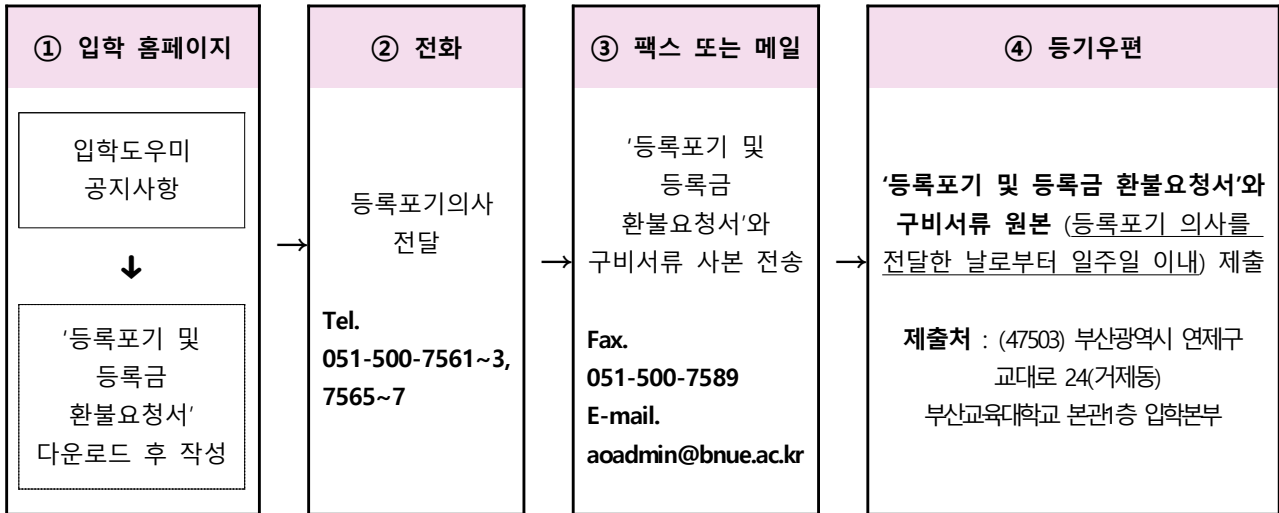 ① 입학 홈페이지
입학도우미
공지사항
↓
'등록포기 및
등록금
환불요청서'
다운로드 후 작성
→
② 전화
등록포기의사
전달
Tel.
051-500-7561~3,
7565~7
→
③ 팩스 또는 메일
'등록포기 및
등록금
환불요청서'와
구비서류 사본 전송
Fax.
051-500-7589
E-mail.
aoadmin@bnue.ac.kr
→
④ 등기우편
'등록포기 및 등록금 환불요청서'와
구비서류 원본 (등록포기 의사를
전달한 날로부터 일주일 이내) 제출
제출처 : (47503) 부산광역시 연제구
교대로 24(거제동)
부산교육대학교 본관1층 입학본부